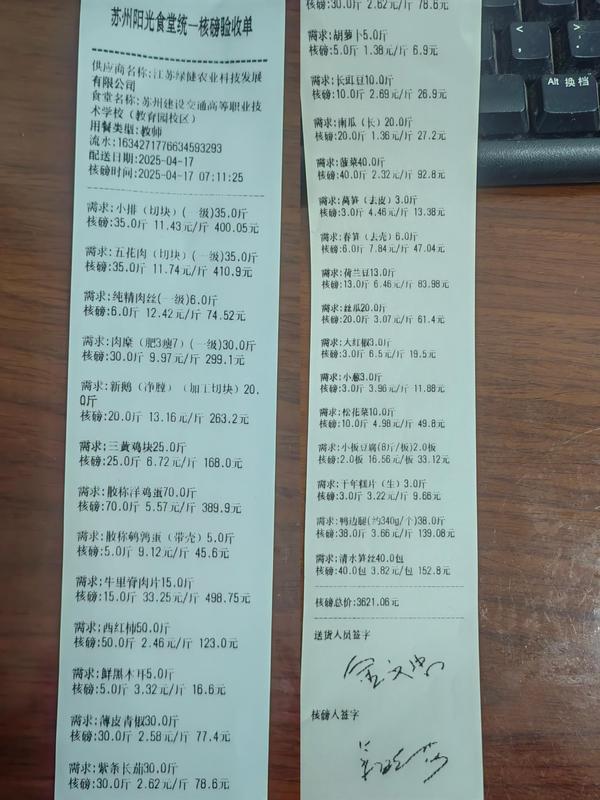 苏州阳光食堂统一核磅验收单
供应商名称:江苏绿健农业科技发展
有限公司
食堂名称:苏州建设交通高等职业技
术学校（教育园校区）
用餐类型:教师
流水:1634271776634593293
配送日期:2025-04-17
核磅时间:2025-04-17 07:11:25
需求:小排（切块）(一级)35.0斤
核磅:35.0斤 11.43元/斤 400.05元
需求:五花肉（切块）(一级)35.0斤
核磅:35.0斤 11.74元/斤 410.9元
需求:纯精肉丝(一级)6.0斤
核磅:6.0斤 12.42元/斤 74.52元
需求:肉糜（肥3瘦7）(一级)30.0斤
核磅:30.0斤 9.97元/斤 299.1元
需求:新鹅（净膛）（加工切块）20.
0斤
核磅:20.0斤 13.16元/斤 263.2元
需求:三黄鸡块25.0斤
核磅:25.0斤 6.72元/斤 168.0元
需求:散称洋鸡蛋70.0斤
核磅:70.0斤 5.57元/斤 389.9元
需求:散称鹌鹑蛋（带壳）5.0斤
核磅:5.0斤 9.12元/斤 45.6元
需求:牛里脊肉片15.0斤
核磅:15.0斤 33.25元/斤 498.75元
需求:西红柿50.0斤
核磅:50.0斤 2.46元/斤 123.0元
需求:鲜黑木耳5.0斤
核磅:5.0斤 3.32元/斤 16.6元
需求:薄皮青椒30.0斤
核磅:30.0斤 2.58元/斤 77.4元
需求:紫条长茄30.0斤
核磅:30.0斤 2.62元/斤 78.6元
核磅:30.0斤 2.62元/斤 78.6元
需求:胡萝卜5.0斤
核磅:5.0斤 1.38元/斤 6.9元
需求:长豇豆10.0斤
核磅:10.0斤 2.69元/斤 26.9元
需求:南瓜（长）20.0斤
核磅:20.0斤 1.36元/斤 27.2元
需求:菠菜40.0斤
核磅:40.0斤 2.32元/斤 92.8元
需求:莴笋（去皮）3.0斤
核磅:3.0斤 4.46元/斤 13.38元
需求:春笋（去壳）6.0斤
核磅:6.0斤 7.84元/斤 47.04元
需求:荷兰豆13.0斤
核磅:13.0斤 6.46元/斤 83.98元
需求:丝瓜20.0斤
核磅:20.0斤 3.07元/斤 61.4元
需求:大红椒3.0斤
核磅:3.0斤 6.5元/斤 19.5元
需求:小葱3.0斤
核磅:3.0斤 3.96元/斤 11.88元
需求:松花菜10.0斤
核磅:10.0斤 4.98元/斤 49.8元
需求:小板豆腐(8斤/板)2.0板
核磅:2.0板 16.56元/板 33.12元
需求:千年糕片（生）3.0斤
核磅:3.0斤 3.22元/斤 9.66元
需求:鸭边腿(约340g/个)38.0斤
核磅:38.0斤 3.66元/斤 139.08元
需求:清水笋丝40.0包
核磅:40.0包 3.82元/包 152.8元
核磅总价:3621.06元
送货人员签字
核磅人签字
Alt 换档